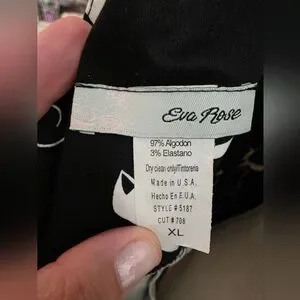 Eva Rose
97% Algodon
3% Elastano
Dry clean only/Tintoreria
Made in U.S.A.
Hecho En E.U.A.
STYLE # 5187
CUT # 708
XL